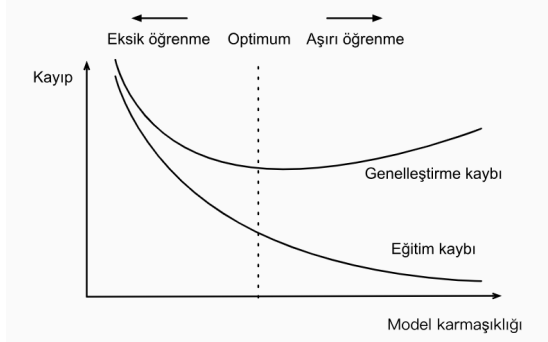 Eksik öğrenme Optimum Aşırı öğrenme
Kayıp
Genelleştirme kaybı
Eğitim kaybı
Model karmaşıklığı